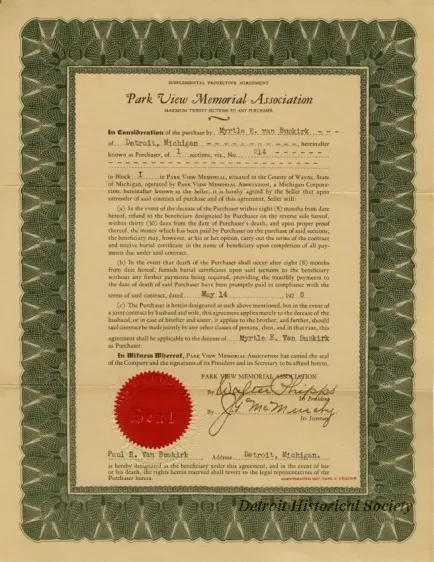 SUPPLEMENTAL PROTECTIVE AGREEMENT
Park View Memorial Association
MAXIMUM TWENTY SECTIONS TO ANY PURCHASER
In Consideration of the purchase by Myrtle E. van Buskirk - - -
of Detroit, Michigan - - - - - - - - - -, hereinafter
known as Purchaser, of 1 sections, viz, No. 214 - - - - -
in Block I in PARK VIEW MEMORIAL, situated in the County of Wayne, State
of Michigan, operated by PARK VIEW MEMORIAL ASSOCIATION, a Michigan Corpora-
tion, hereinafter known as the Seller, it is hereby agreed by the Seller that upon
surrender of said contract of purchase and of this agreement, Seller will:
(a) In the event of the decease of the Purchaser within eight (8) months from date
hereof, refund to the beneficiary designated by Purchaser on the reverse side hereof,
within thirty (30) days from the date of Purchaser's death, and upon proper proof
thereof, the money which has been paid by Purchaser on the purchase of said sections,
the beneficiary may, however, at his or her option, carry out the terms of the contract
and receive burial certificate in the name of beneficiary upon completion of all pay-
ments due under said contract.
(b) In the event that death of the Purchaser shall occur after eight (8) months
from date hereof, furnish burial certificates upon said sections to the beneficiary
without any further payments being required, providing the monthly payments to
the date of death of said Purchaser have been promptly paid in compliance with the
terms of said contract, dated May 14 192
(c) The Purchaser herein is designated as such above mentioned, but in the event of
a joint contract by husband and wife, this agreement applies merely to the decease of the
husband, or in case of brother and sister, it applies to the brother; and further, should
said contract be made jointly by any other classes of persons, then, and in that case, this
agreement shall be applicable to the decease of Myrtle E. Van Buskirk
as Purchaser.
In Witness Whereof, PARK VIEW MEMORIAL ASSOCIATION has caused the seal
of the Company and the signatures of its President and its Secretary to be affixed herein.
PARK VIEW MEMORIAL ASSOCIATION
By Walter Phipps
Its President
By J. McMurchy
Its Secretary
Seal
Paul R. Van Buskirk Address Detroit, Michigan.
is hereby designated as the beneficiary under this agreement, and in the event of her
or his death, the rights herein reserved shall revert to the legal representatives of the
Purchaser herein.
Detroit Historical Society